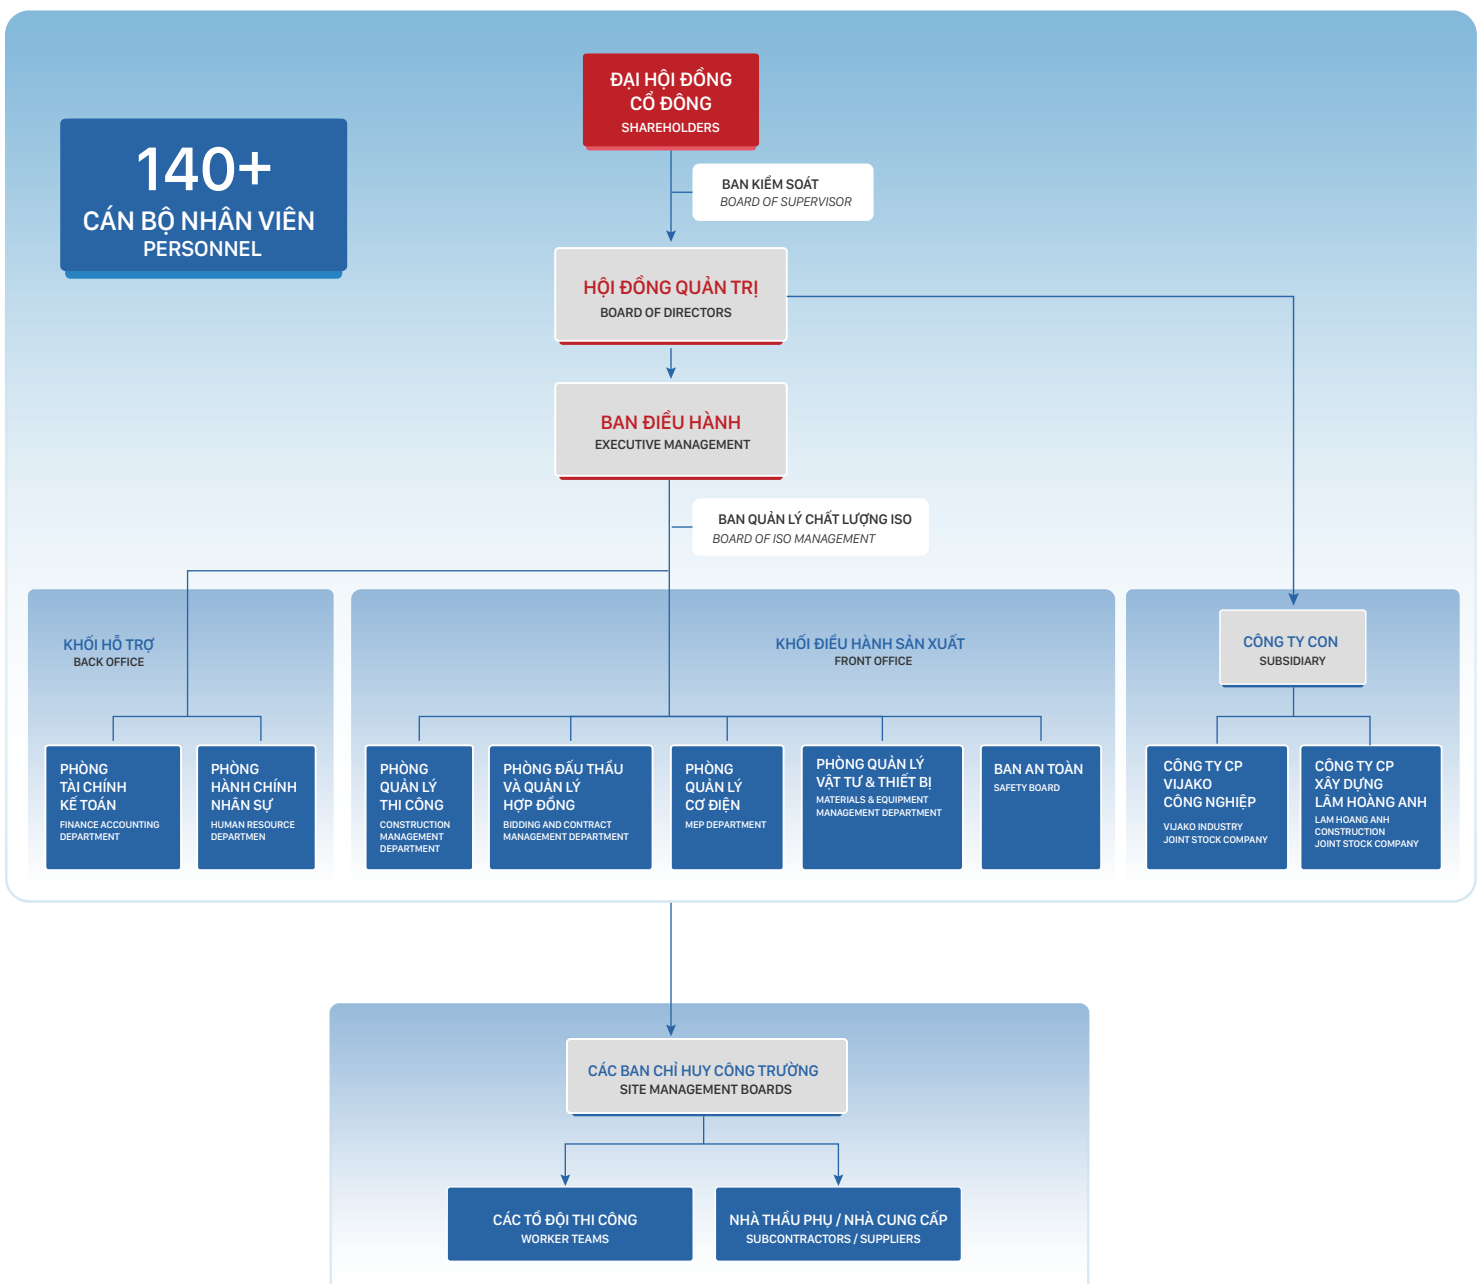 ĐẠI HỘI ĐỒNG
CỔ ĐÔNG
SHAREHOLDERS
140+
CÁN BỘ NHÂN VIÊN
PERSONNEL
BAN KIỂM SOÁT
BOARD OF SUPERVISOR
HỘI ĐỒNG QUẢN TRỊ
BOARD OF DIRECTORS
BAN ĐIỀU HÀNH
EXECUTIVE MANAGEMENT
BAN QUẢN LÝ CHẤT LƯỢNG ISO
BOARD OF ISO MANAGEMENT
KHỐI HỖ TRỢ
BACK OFFICE
KHỐI ĐIỀU HÀNH SẢN XUẤT
FRONT OFFICE
CÔNG TY CON
SUBSIDIARY
PHÒNG
TÀI CHÍNH
KẾ TOÁN
FINANCE ACCOUNTING
DEPARTMENT
PHÒNG
HÀNH CHÍNH
NHÂN SỰ
HUMAN RESOURCE
DEPARTMEN
PHÒNG
QUẢN LÝ
THI CÔNG
CONSTRUCTION
MANAGEMENT
DEPARTMENT
PHÒNG ĐẤU THẦU
VÀ QUẢN LÝ
HỢP ĐỒNG
BIDDING AND CONTRACT
MANAGEMENT DEPARTMENT
PHÒNG
QUẢN LÝ
CƠ ĐIỆN
MEP DEPARTMENT
PHÒNG QUẢN LÝ
VẬT TƯ & THIẾT BỊ
MATERIALS & EQUIPMENT
MANAGEMENT DEPARTMENT
BAN AN TOÀN
SAFETY BOARD
CÔNG TY CP
VIJAKO
CÔNG NGHIỆP
VIJAKO INDUSTRY
JOINT STOCK COMPANY
CÔNG TY CP
XÂY DỰNG
LÂM HOÀNG ANH
LAM HOANG ANH
CONSTRUCTION
JOINT STOCK COMPANY
CÁC BAN CHỈ HUY CÔNG TRƯỜNG
SITE MANAGEMENT BOARDS
CÁC TỔ ĐỘI THI CÔNG
WORKER TEAMS
NHÀ THẦU PHỤ / NHÀ CUNG CẤP
SUBCONTRACTORS / SUPPLIERS